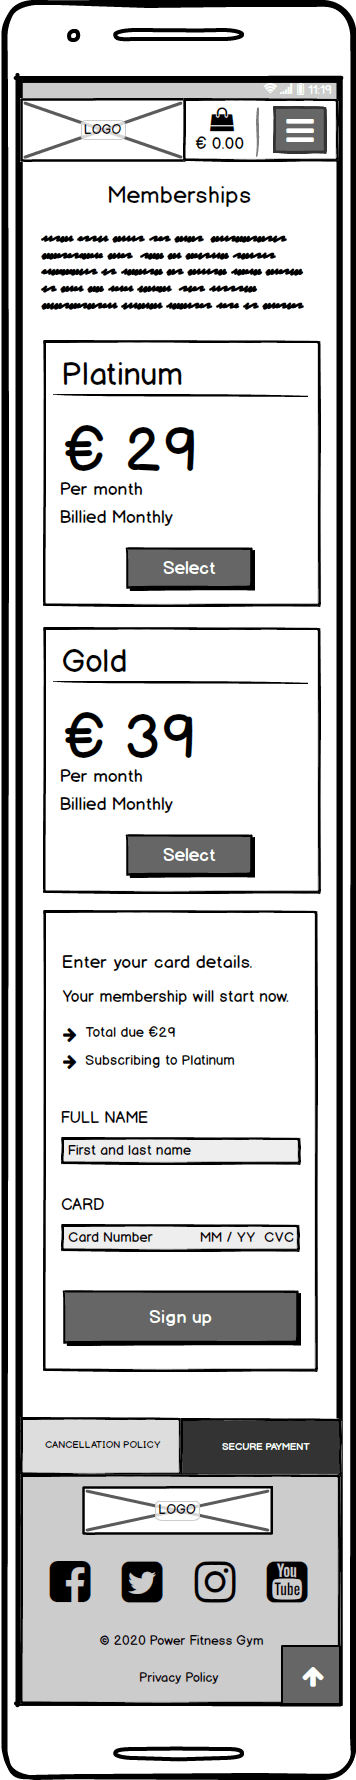 11:19
LOGO
€ 0.00
Memberships
Platinum
€ 29
Per month
Billied Monthly
Select
Gold
€ 39
Per month
Billied Monthly
Select
Enter your card details.
Your membership will start now.
Total due €29
Subscribing to Platinum
FULL NAME
First and last name
CARD
Card Number MM / YY CVC
Sign up
CANCELLATION POLICY
SECURE PAYMENT
LOGO
You
Tube
© 2020 Power Fitness Gym
Privacy Policy